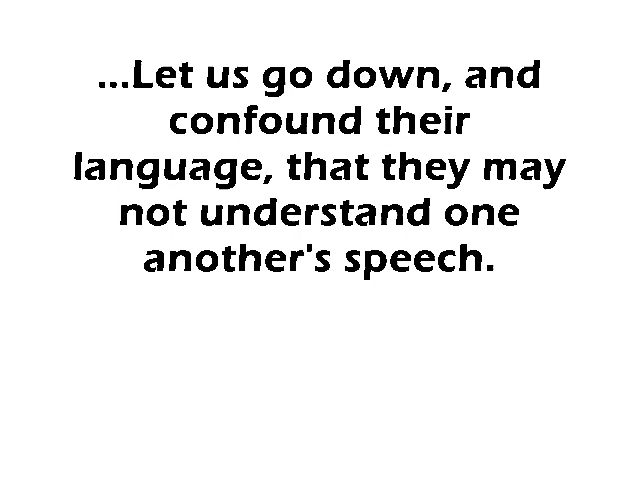 ...Let us go down, and
confound their
language, that they may
not understand one
another's speech.